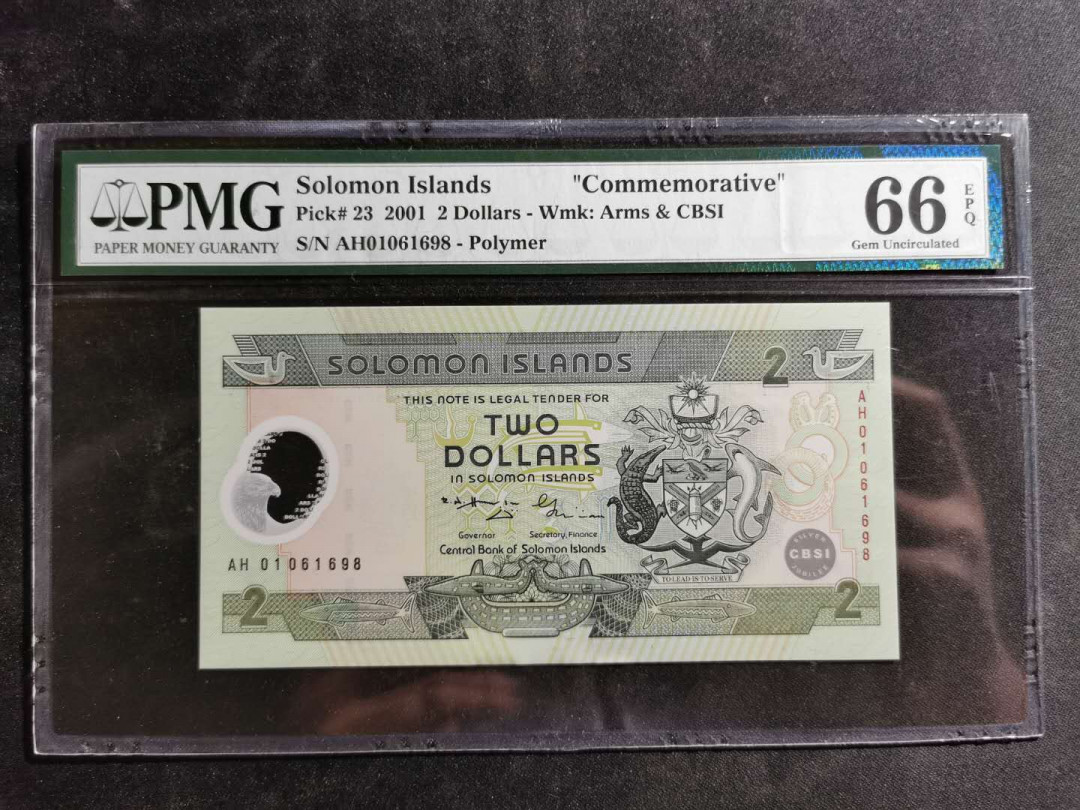 PMG
PAPER MONEY GUARANTY
Solomon Islands "Commemorative"
Pick# 23 2001 2 Dollars - Wmk: Arms & CBSI
S/N AH01061698 - Polymer
66 EPQ
Gem Uncirculated
SOLOMON ISLANDS 2
THIS NOTE IS LEGAL TENDER FOR
TWO
DOLLARS
IN SOLOMON ISLANDS
Governor Secretary, Finance
Central Bank of Solomon Islands
AH 01061698
AH01061698
SILVER
CBSI
JUBILEE
TO LEAD IS TO SERVE
2 2